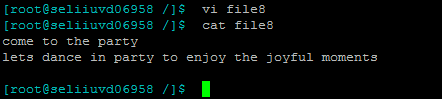 [root@seliiuvd06958 /]$ vi file8
[root@seliiuvd06958 /]$ cat file8
come to the party
lets dance in party to enjoy the joyful moments
[root@seliiuvd06958 /]$